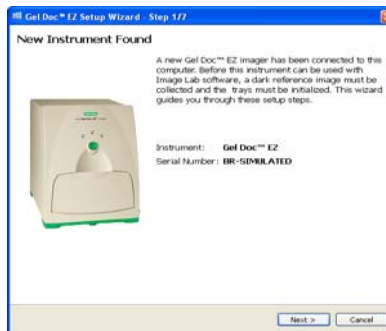 Gel Doc™ EZ Setup Wizard - Step 1/7
New Instrument Found
A new Gel Doc™ EZ imager has been connected to this
computer. Before this instrument can be used with
Image Lab software, a dark reference image must be
collected and the trays must be initialized. This wizard
guides you through these setup steps.
Instrument: Gel Doc™ EZ
Serial Number: BR-SIMULATED
Next >
Cancel